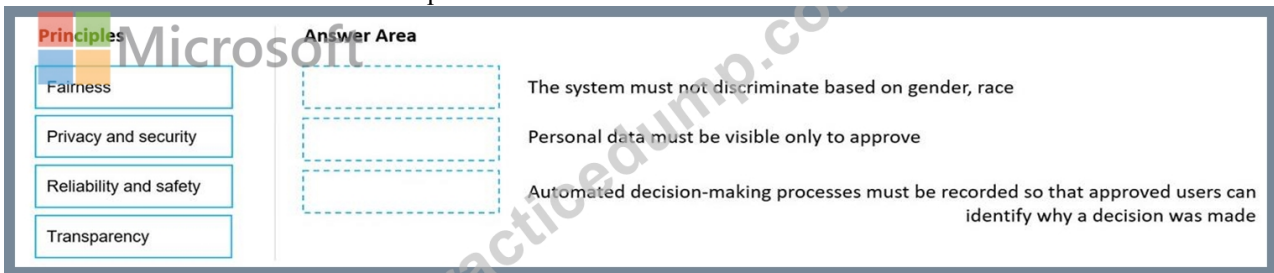 Principles
Microsoft
Answer Area
Fairness
The system must not discriminate based on gender, race
Privacy and security
Personal data must be visible only to approve
Reliability and safety
Automated decision-making processes must be recorded so that approved users can
identify why a decision was made
Transparency